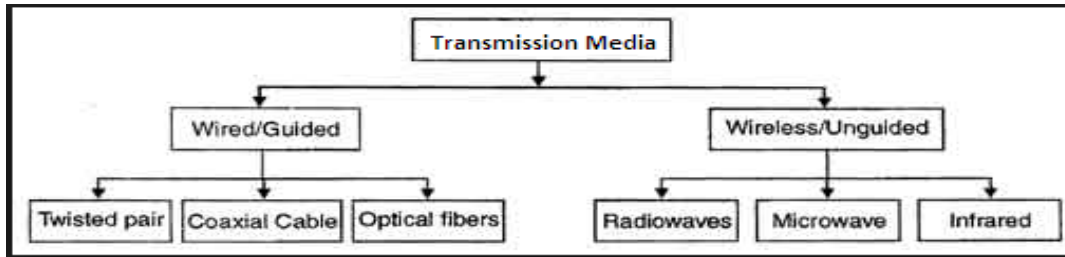 Transmission Media
Wired/Guided
Wireless/Unguided
Twisted pair
Coaxial Cable
Optical fibers
Radiowaves
Microwave
Infrared